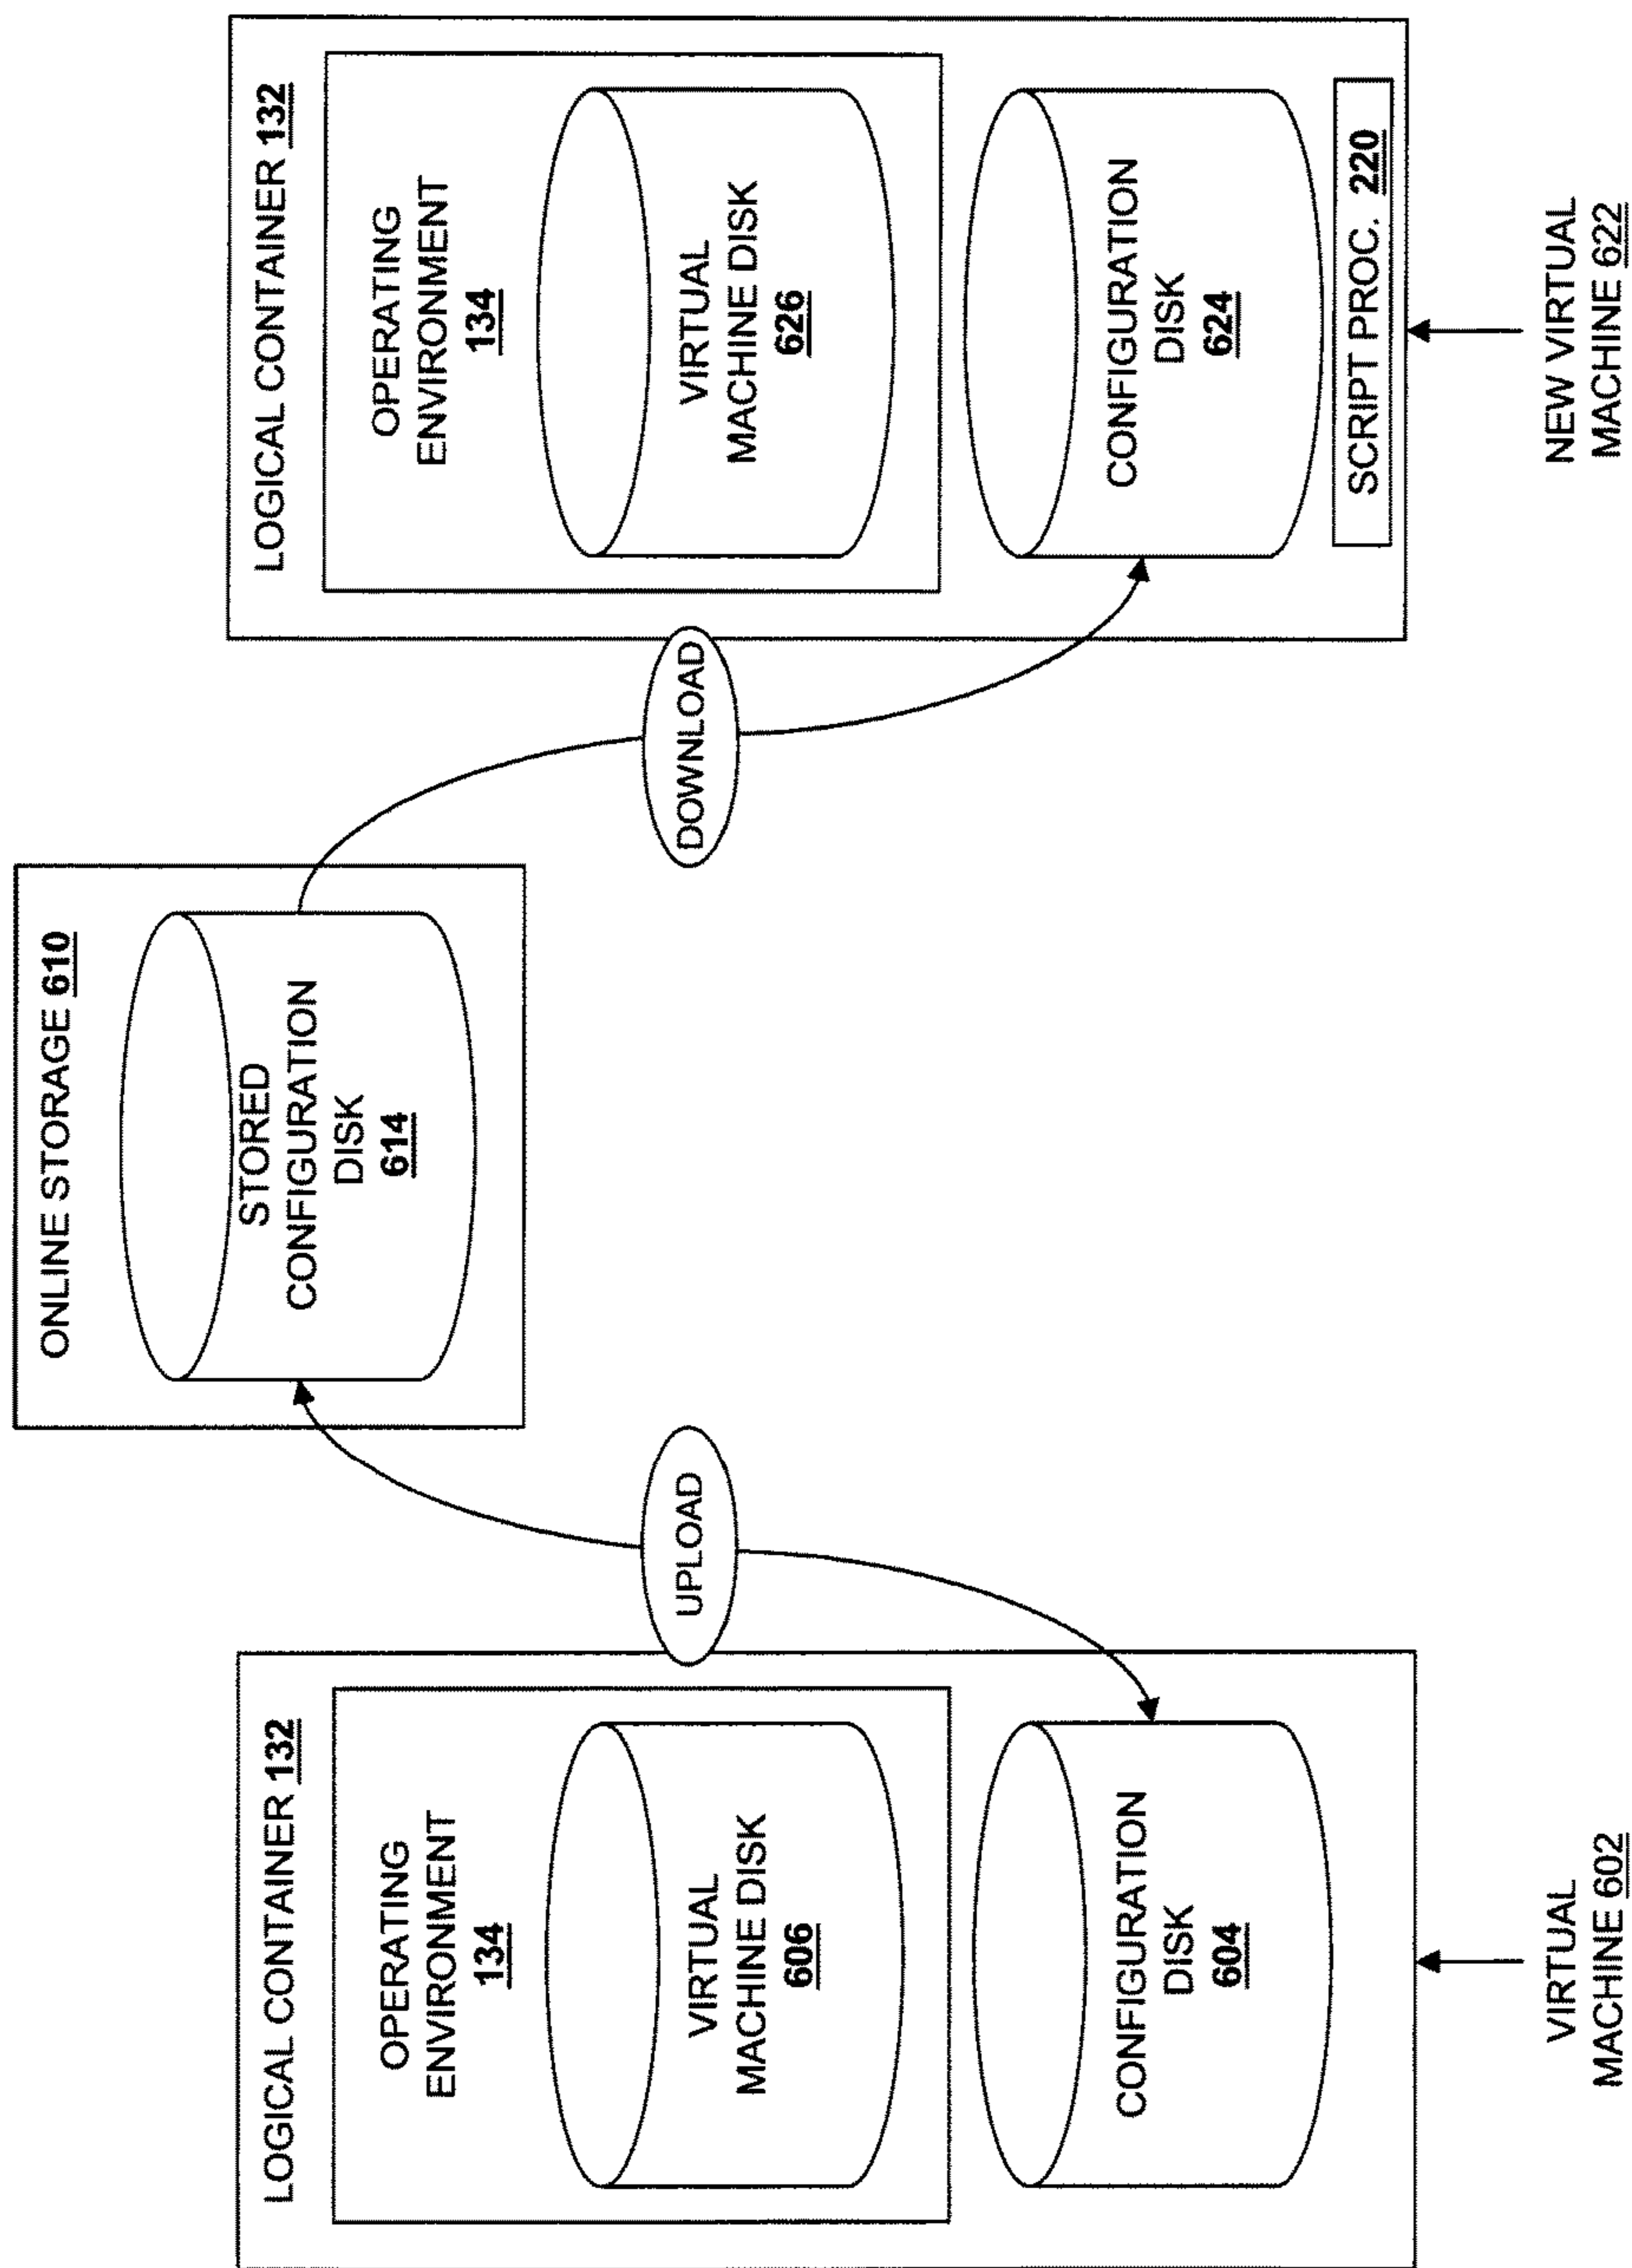 ONLINE STORAGE 610
STORED
CONFIGURATION
DISK
614
LOGICAL CONTAINER 132
OPERATING
ENVIRONMENT
134
VIRTUAL
MACHINE DISK
606
CONFIGURATION
DISK
604
VIRTUAL
MACHINE 602
UPLOAD
DOWNLOAD
LOGICAL CONTAINER 132
OPERATING
ENVIRONMENT
134
VIRTUAL
MACHINE DISK
626
CONFIGURATION
DISK
624
SCRIPT PROC. 220
NEW VIRTUAL
MACHINE 622